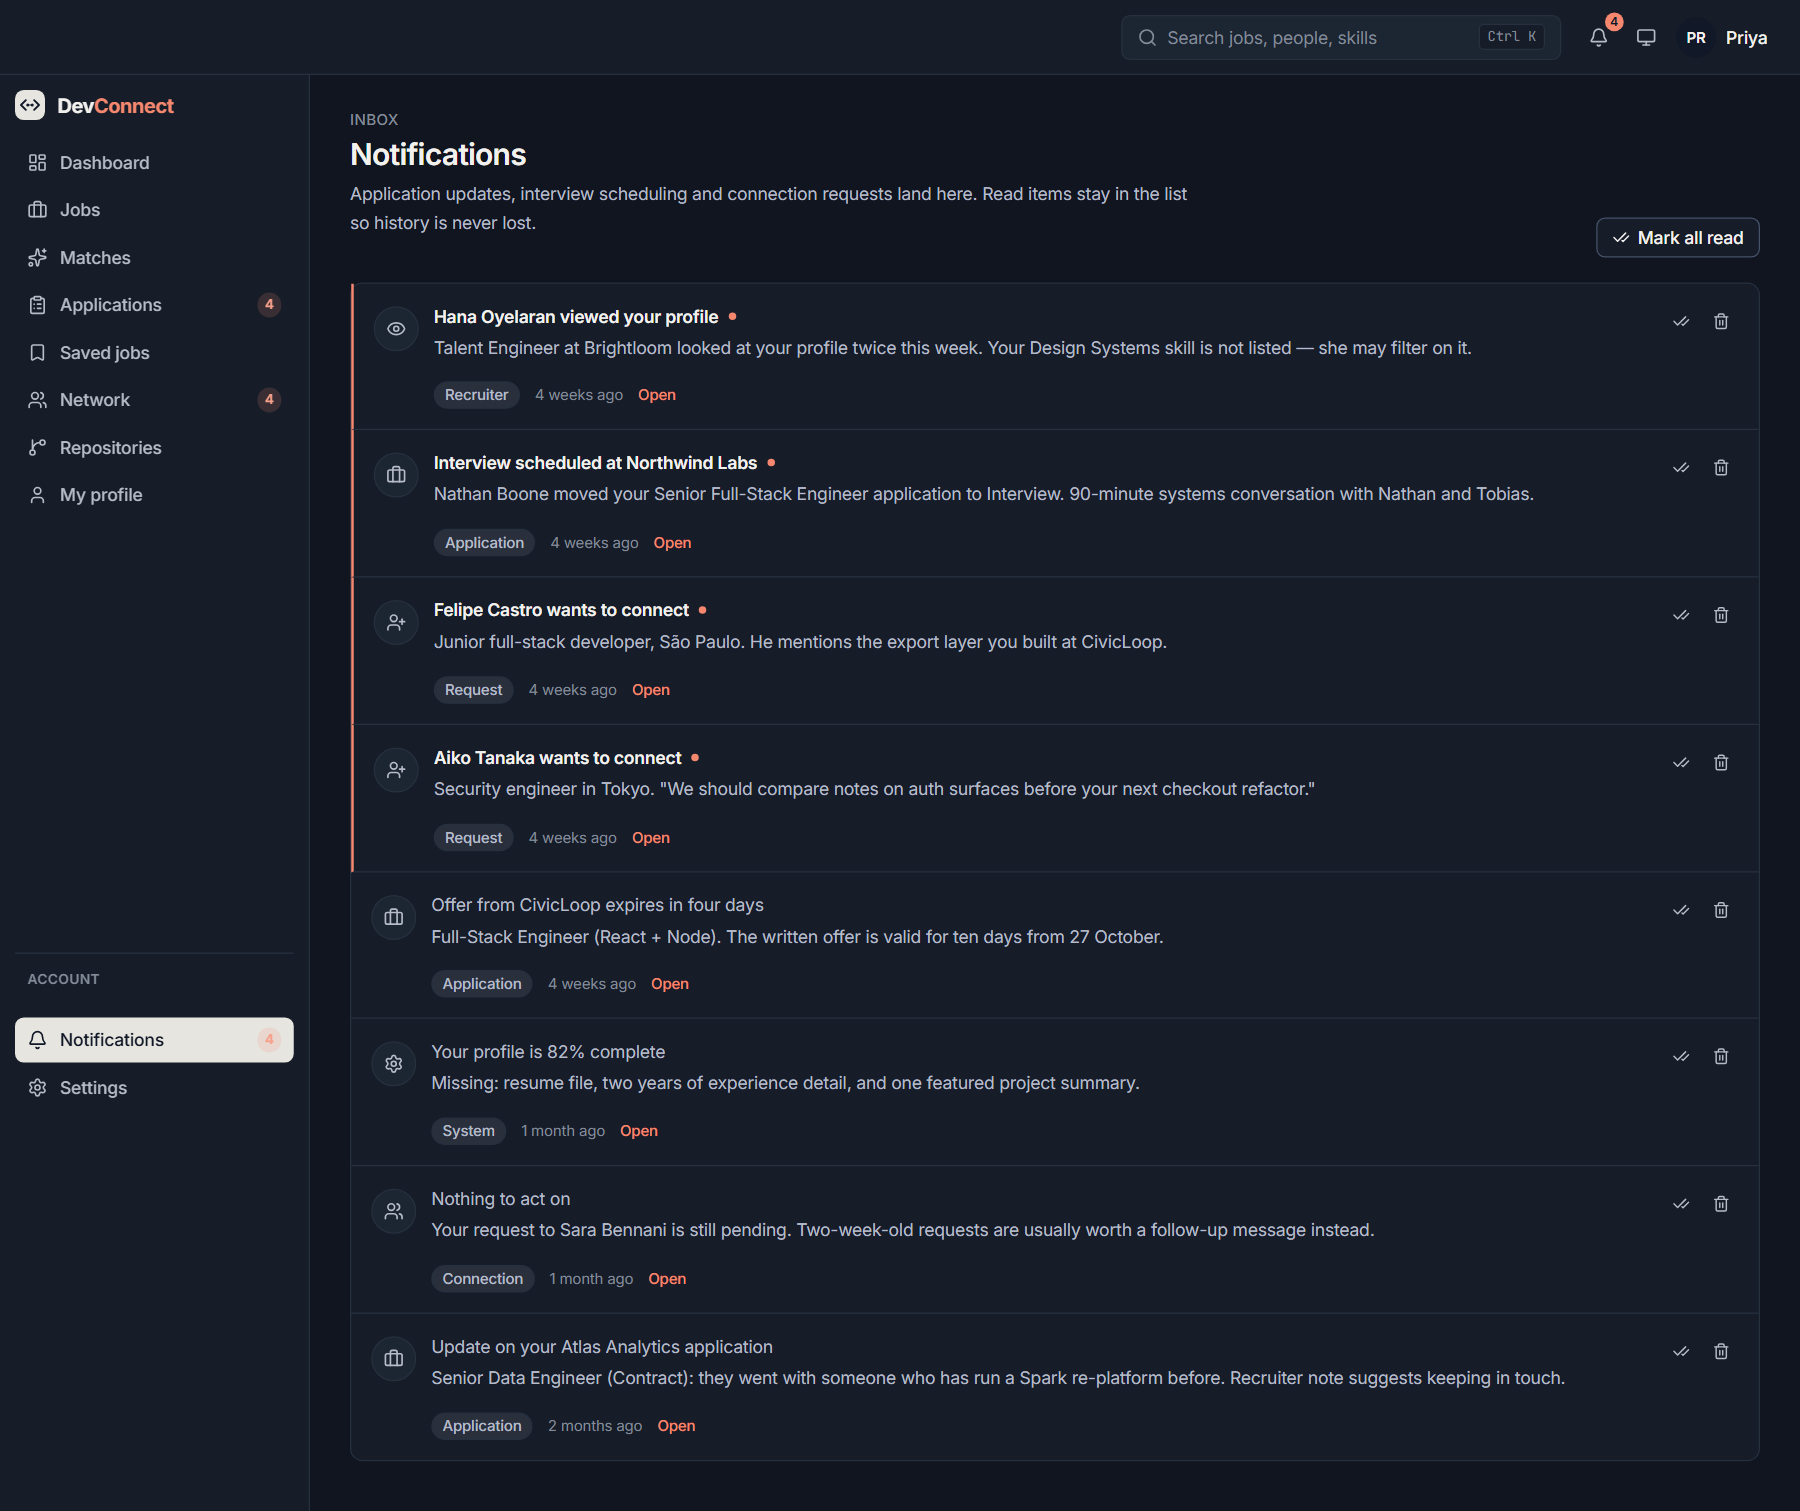 Search jobs, people, skills
Ctrl K
4
PR
Priya
DevConnect
Dashboard
Jobs
Matches
Applications
4
Saved jobs
Network
4
Repositories
My profile
ACCOUNT
Notifications
4
Settings
INBOX
Notifications
Application updates, interview scheduling and connection requests land here. Read items stay in the list
so history is never lost.
Mark all read
Hana Oyelaran viewed your profile
Talent Engineer at Brightloom looked at your profile twice this week. Your Design Systems skill is not listed — she may filter on it.
Recruiter 4 weeks ago Open
Interview scheduled at Northwind Labs
Nathan Boone moved your Senior Full-Stack Engineer application to Interview. 90-minute systems conversation with Nathan and Tobias.
Application 4 weeks ago Open
Felipe Castro wants to connect
Junior full-stack developer, São Paulo. He mentions the export layer you built at CivicLoop.
Request 4 weeks ago Open
Aiko Tanaka wants to connect
Security engineer in Tokyo. "We should compare notes on auth surfaces before your next checkout refactor."
Request 4 weeks ago Open
Offer from CivicLoop expires in four days
Full-Stack Engineer (React + Node). The written offer is valid for ten days from 27 October.
Application 4 weeks ago Open
Your profile is 82% complete
Missing: resume file, two years of experience detail, and one featured project summary.
System 1 month ago Open
Nothing to act on
Your request to Sara Bennani is still pending. Two-week-old requests are usually worth a follow-up message instead.
Connection 1 month ago Open
Update on your Atlas Analytics application
Senior Data Engineer (Contract): they went with someone who has run a Spark re-platform before. Recruiter note suggests keeping in touch.
Application 2 months ago Open